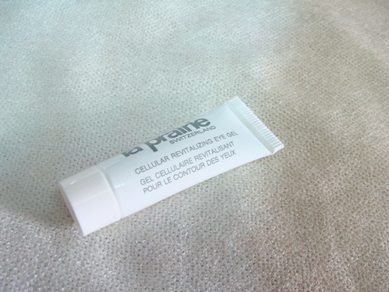 la prairie
SWITZERLAND
CELLULAR REVITALIZING EYE GEL
GEL CELLULAIRE REVITALISANT
POUR LE CONTOUR DES YEUX